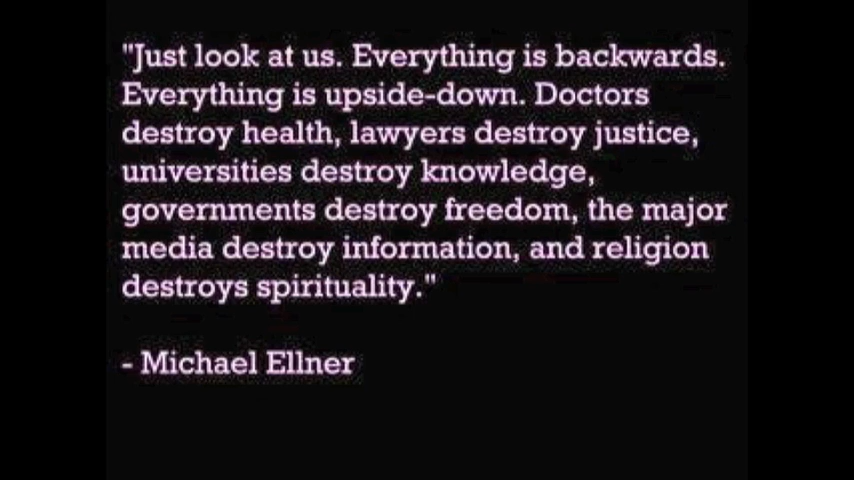 "Just look at us. Everything is backwards.
Everything is upside-down. Doctors
destroy health, lawyers destroy justice,
universities destroy knowledge,
governments destroy freedom, the major
media destroy information, and religion
destroys spirituality."
- Michael Ellner